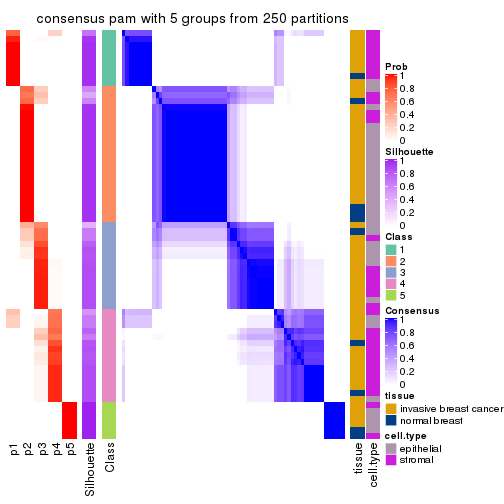 consensus pam with 5 groups from 250 partitions
Prob
1
0.8
0.6
0.4
0.2
0
Silhouette
1
0.8
0.6
0.4
0.2
0
Class
1
2
3
4
5
Consensus
1
0.8
0.6
0.4
0.2
0
tissue
invasive breast cancer
normal breast
cell.type
epithelial
stromal
p1
p2
p3
p4
p5
Silhouette
Class
tissue
cell.type